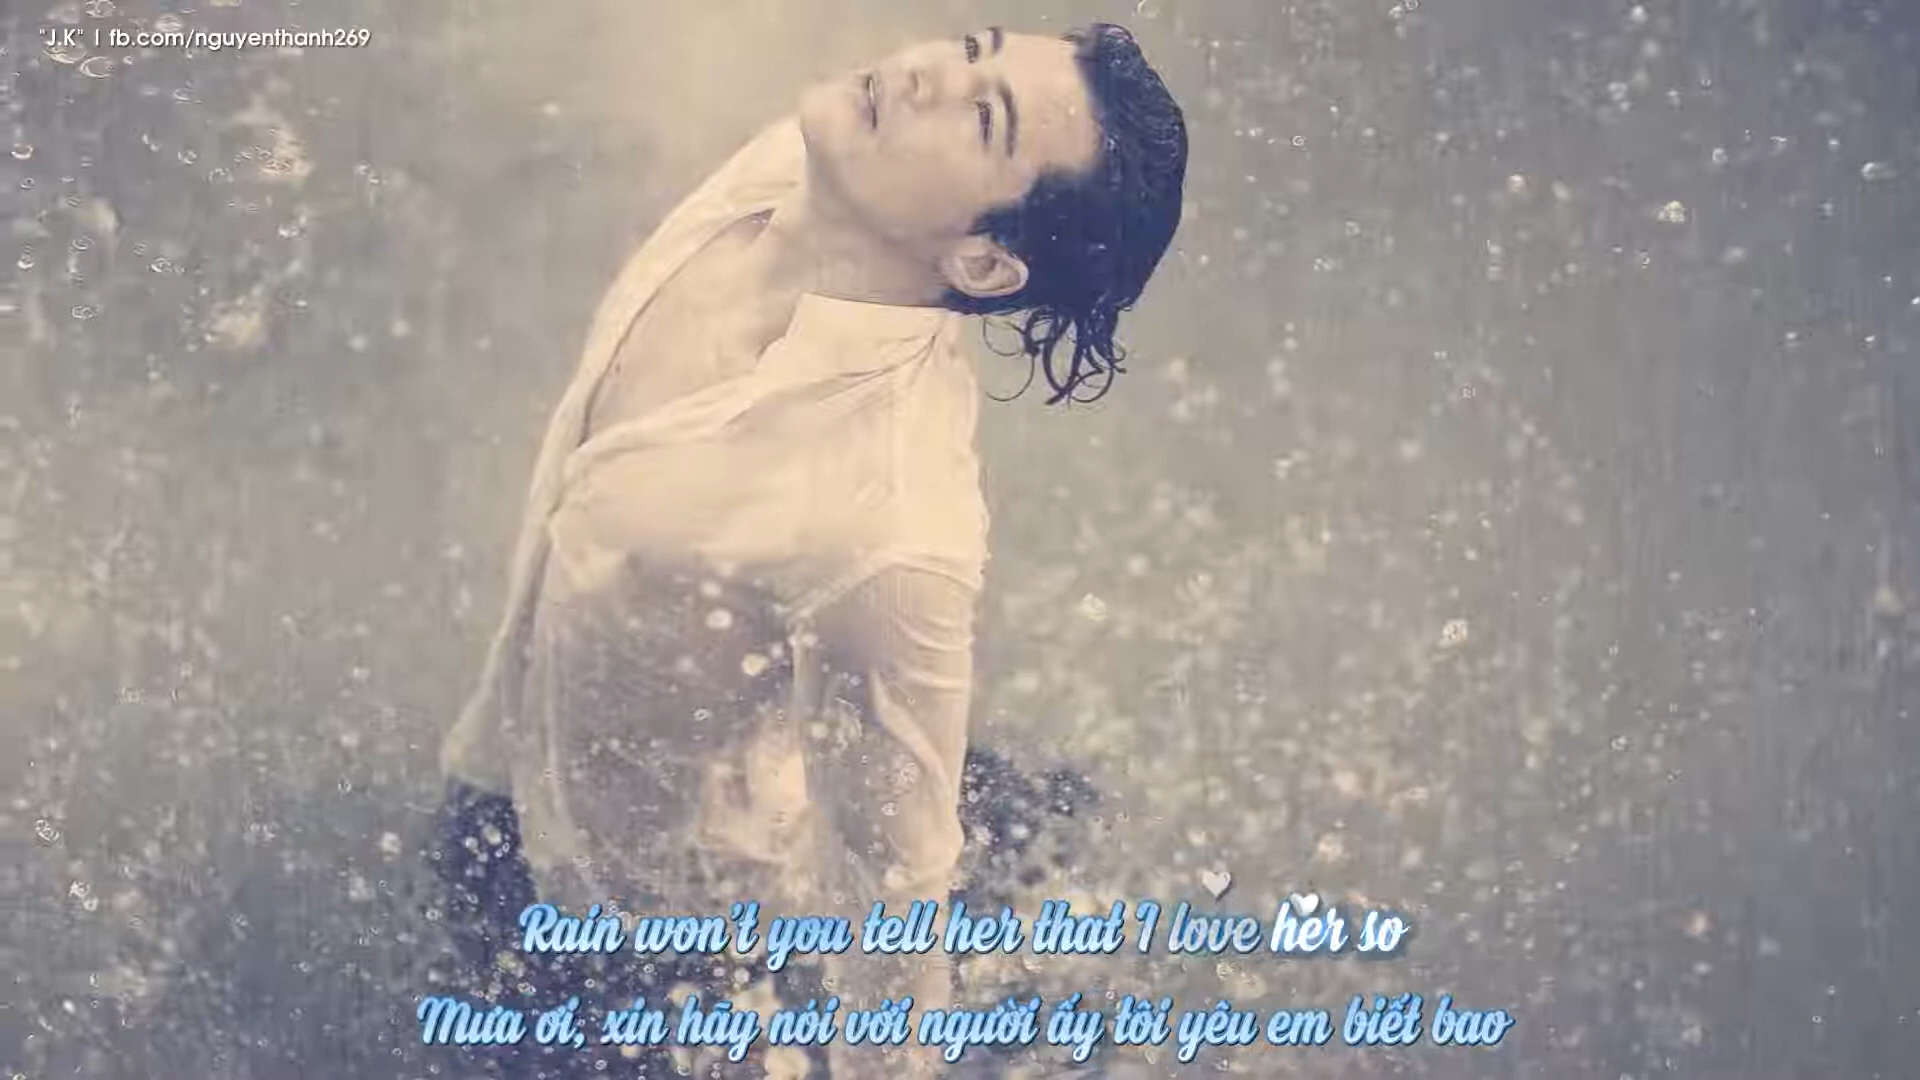 "J.K" | fb.com/nguyenthanh269
Rain won't you tell her that I love her so
Mưa ơi, xin hãy nói với người ấy tôi yêu em biết bao